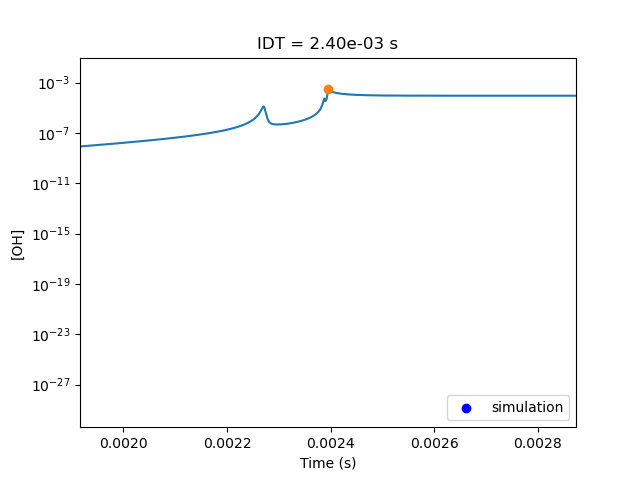 IDT = 2.40e-03 s
10⁻³
10⁻⁷
10⁻¹¹
10⁻¹⁵
10⁻¹⁹
10⁻²³
10⁻²⁷
[OH]
simulation
0.0020 0.0022 0.0024 0.0026 0.0028
Time (s)